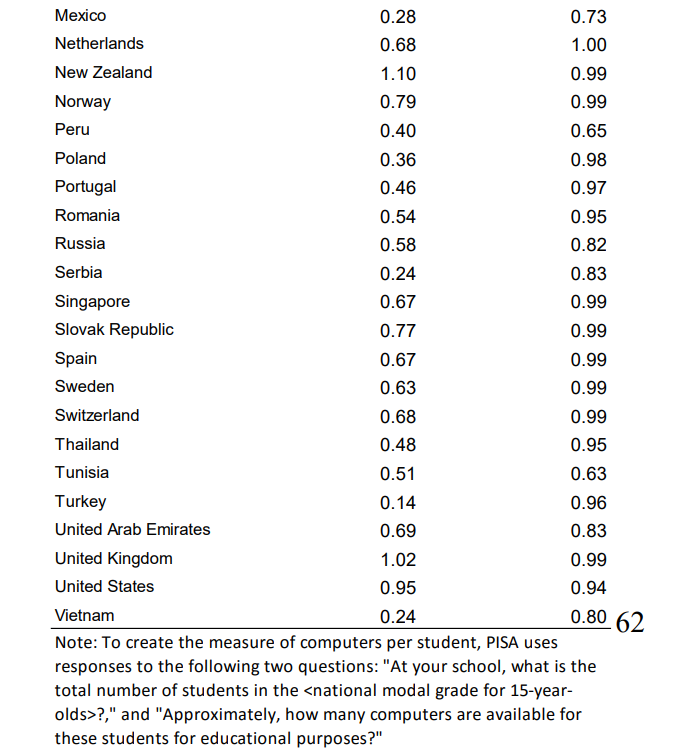 Mexico 0.28 0.73
Netherlands 0.68 1.00
New Zealand 1.10 0.99
Norway 0.79 0.99
Peru 0.40 0.65
Poland 0.36 0.98
Portugal 0.46 0.97
Romania 0.54 0.95
Russia 0.58 0.82
Serbia 0.24 0.83
Singapore 0.67 0.99
Slovak Republic 0.77 0.99
Spain 0.67 0.99
Sweden 0.63 0.99
Switzerland 0.68 0.99
Thailand 0.48 0.95
Tunisia 0.51 0.63
Turkey 0.14 0.96
United Arab Emirates 0.69 0.83
United Kingdom 1.02 0.99
United States 0.95 0.94
Vietnam 0.24 0.80 62
Note: To create the measure of computers per student, PISA uses
responses to the following two questions: "At your school, what is the
total number of students in the <national modal grade for 15-year-
olds>?," and "Approximately, how many computers are available for
these students for educational purposes?"